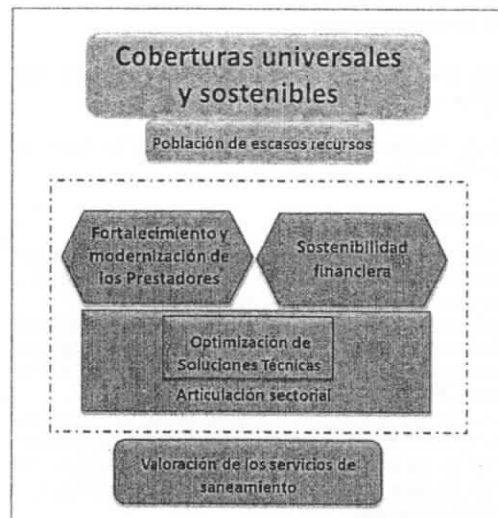 Coberturas universales
y sostenibles
Población de escasos recursos
Fortalecimiento y
modernización de
los Prestadores
Sostenibilidad
financiera
Optimización de
Soluciones Técnicas
Articulación sectorial
Valoración de los servicios de
saneamiento